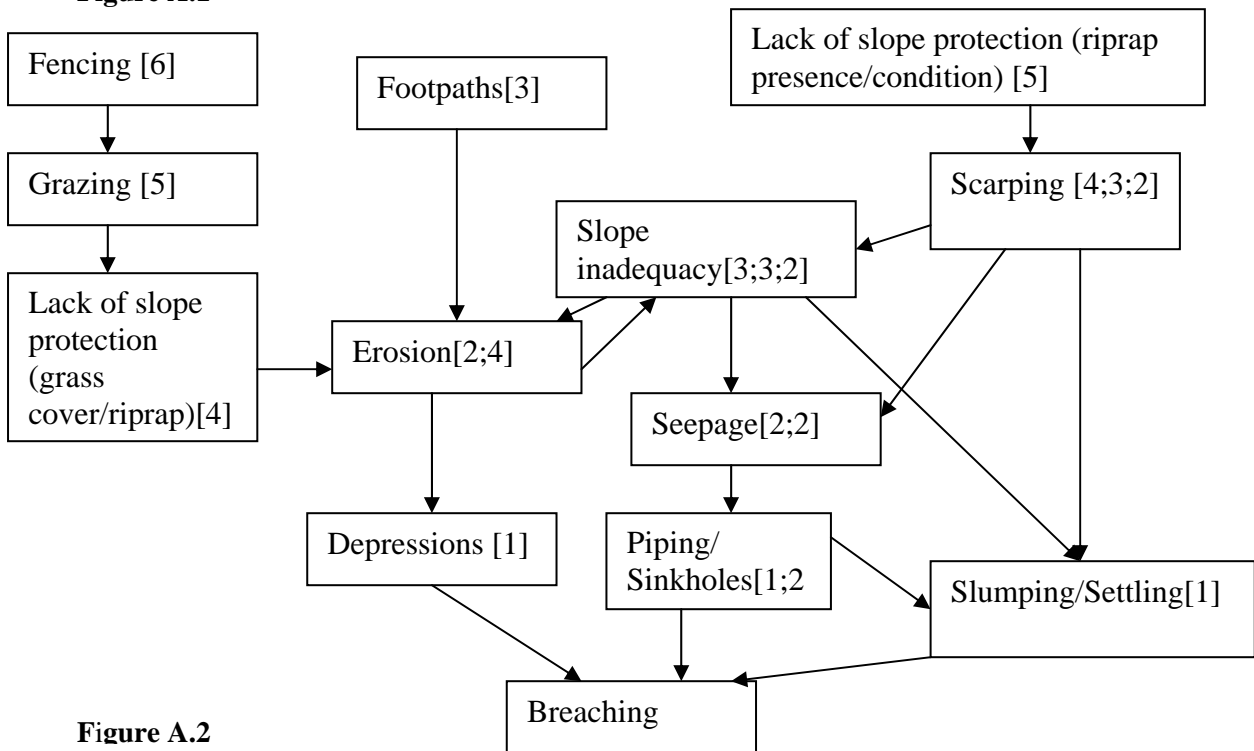 Fencing [6]
Footpaths[3]
Lack of slope protection (riprap
presence/condition) [5]
Grazing [5]
Scarping [4;3;2]
Slope
inadequacy[3;3;2]
Lack of slope
protection
(grass
cover/riprap)[4]
Erosion[2;4]
Seepage[2;2]
Depressions [1]
Piping/
Sinkholes[1;2
Slumping/Settling[1]
Breaching
Figure A.2